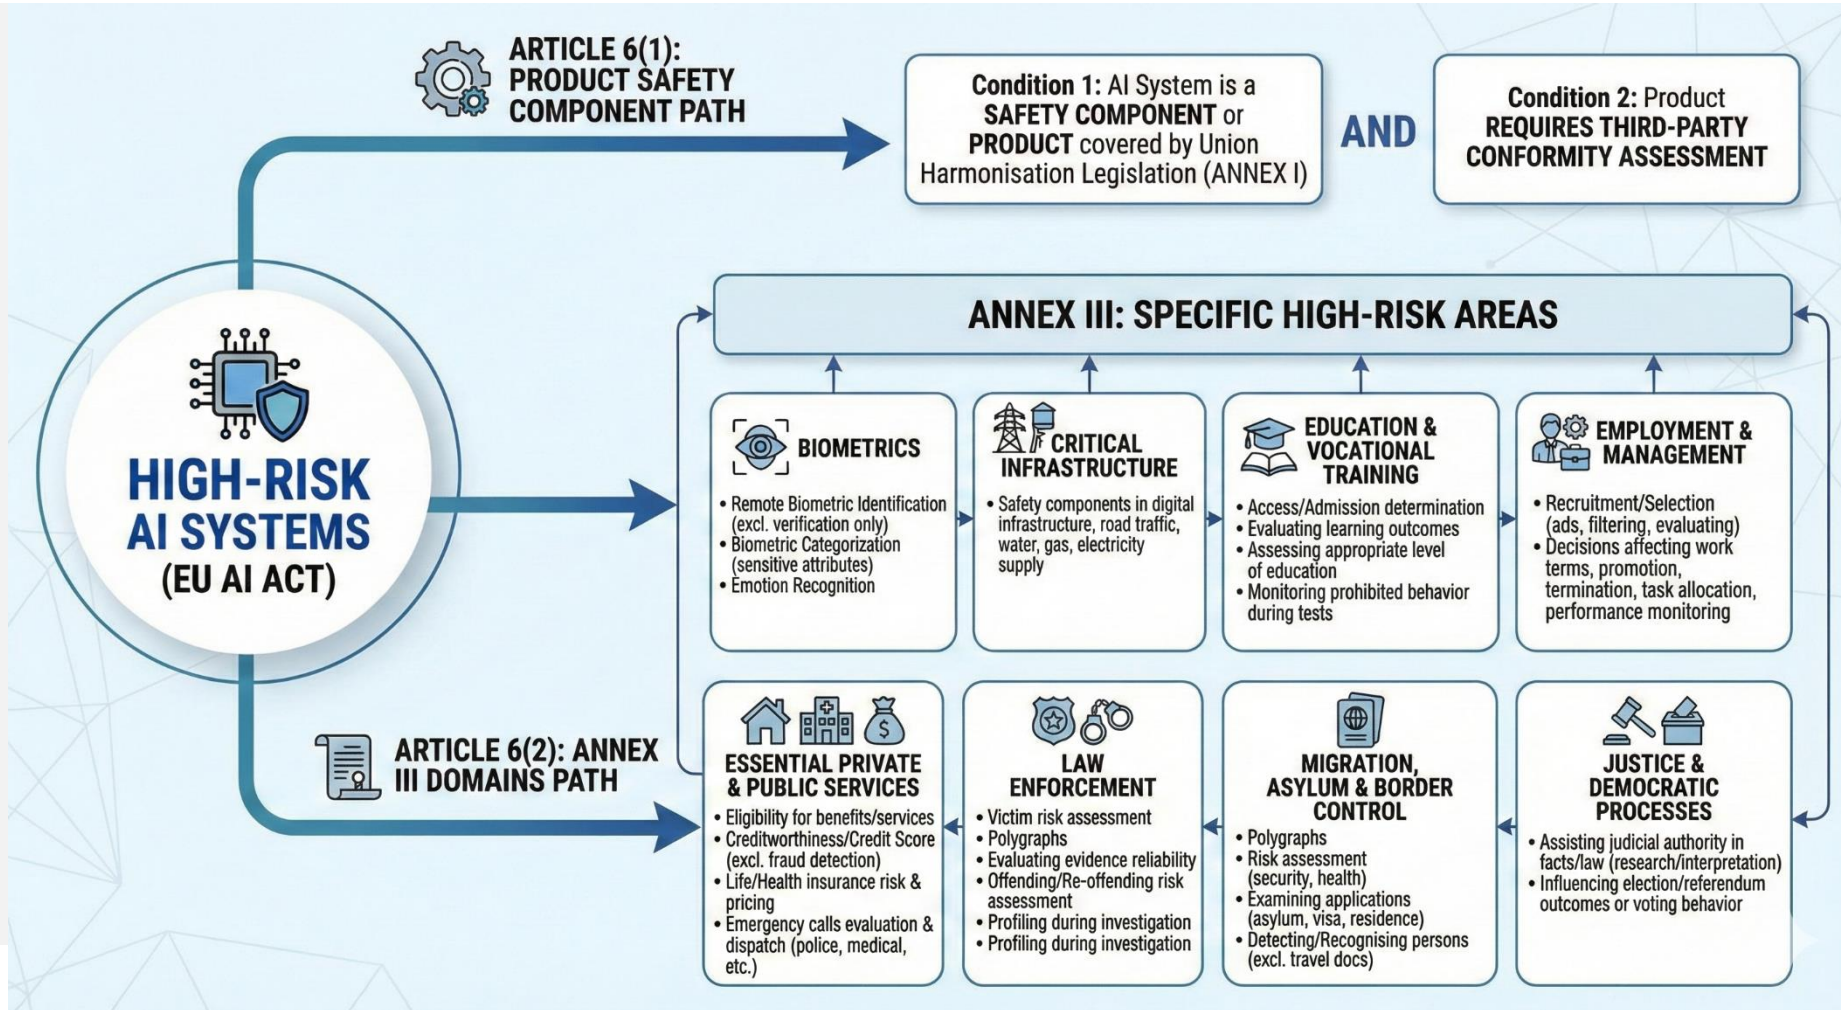 ARTICLE 6(1):
PRODUCT SAFETY
COMPONENT PATH
Condition 1: AI System is a
SAFETY COMPONENT or
PRODUCT covered by Union
Harmonisation Legislation (ANNEX I)
AND
Condition 2: Product
REQUIRES THIRD-PARTY
CONFORMITY ASSESSMENT
HIGH-RISK
AI SYSTEMS
(EU AI ACT)
ANNEX III: SPECIFIC HIGH-RISK AREAS
BIOMETRICS
• Remote Biometric Identification
(excl. verification only)
• Biometric Categorization
(sensitive attributes)
• Emotion Recognition
CRITICAL
INFRASTRUCTURE
• Safety components in digital
infrastructure, road traffic,
water, gas, electricity
supply
EDUCATION &
VOCATIONAL
TRAINING
• Access/Admission determination
• Evaluating learning outcomes
• Assessing appropriate level
of education
• Monitoring prohibited behavior
during tests
EMPLOYMENT &
MANAGEMENT
• Recruitment/Selection
(ads, filtering, evaluating)
• Decisions affecting work
terms, promotion,
termination, task allocation,
performance monitoring
ARTICLE 6(2): ANNEX
III DOMAINS PATH
$
ESSENTIAL PRIVATE
& PUBLIC SERVICES
• Eligibility for benefits/services
• Creditworthiness/Credit Score
(excl. fraud detection)
• Life/Health insurance risk &
pricing
• Emergency calls evaluation &
dispatch (police, medical,
etc.)
LAW
ENFORCEMENT
• Victim risk assessment
• Polygraphs
• Evaluating evidence reliability
• Offending/Re-offending risk
assessment
• Profiling during investigation
• Profiling during investigation
MIGRATION,
ASYLUM & BORDER
CONTROL
• Polygraphs
• Risk assessment
(security, health)
• Examining applications
(asylum, visa, residence)
• Detecting/Recognising persons
(excl. travel docs)
JUSTICE &
DEMOCRATIC
PROCESSES
• Assisting judicial authority in
facts/law (research/interpretation)
• Influencing election/referendum
outcomes or voting behavior